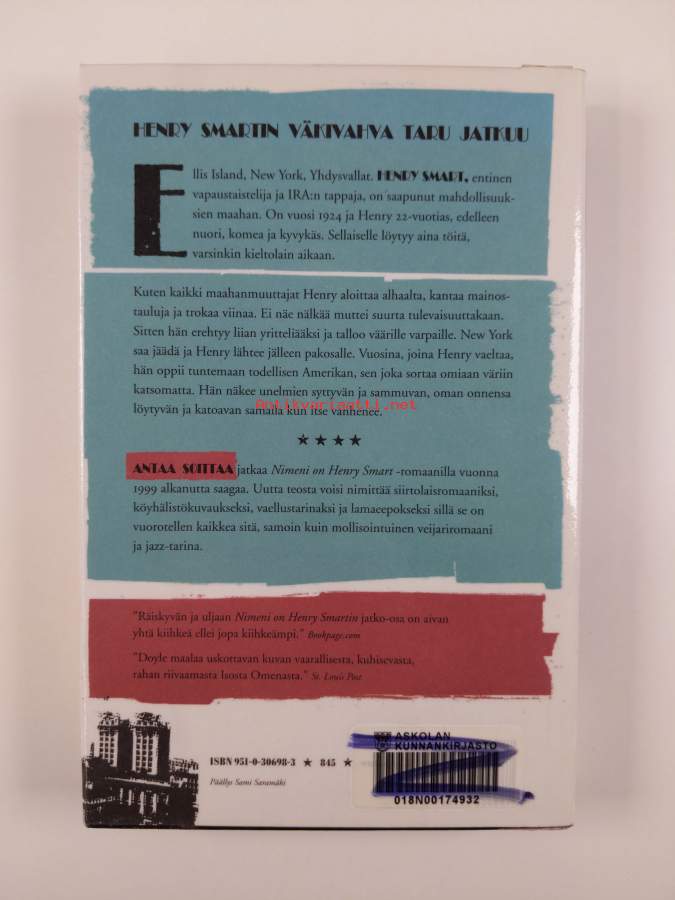 HENRY SMARTIN VÄKIVAHVA TARU JATKUU
Ellis Island, New York, Yhdysvallat. HENRY SMART, entinen
vapaustaistelija ja IRA:n tappaja, on saapunut mahdollisuuk-
sien maahan. On vuosi 1924 ja Henry 22-vuotias, edelleen
nuori, komea ja kyvykäs. Sellaiselle löytyy aina töitä,
varsinkin kieltolain aikaan.
Kuten kaikki maahanmuuttajat Henry aloittaa alhaalta, kantaa mainos-
tauluja ja trokaa viinaa. Ei näe nälkää muttei suurta tulevaisuuttakaan.
Sitten hän erehtyy liian yritteliääksi ja talloo väärille varpaille. New York
saa jäädä ja Henry lähtee jälleen pakosalle. Vuosina, joina Henry vaeltaa,
hän oppii tuntemaan todellisen Amerikan, sen joka sortaa omiaan väriin
katsomatta. Hän näkee unelmien syttyvän ja sammuvan, oman onnensa
löytyvän ja katoavan samalla kun itse vanhenee.
Antikvariaatti.net
★ ★ ★ ★
ANTAA SOITTAA jatkaa Nimeni on Henry Smart -romaanilla vuonna
1999 alkanutta saagaa. Uutta teosta voisi nimittää siirtolaisromaaniksi,
köyhälistökuvaukseksi, vaellustarinaksi ja lamaeepokseksi sillä se on
vuorotellen kaikkea sitä, samoin kuin mollisointuinen veijariromaani
ja jazz-tarina.
"Räiskyvän ja uljaan Nimeni on Henry Smartin jatko-osa on aivan
yhtä kiihkeä ellei jopa kiihkeämpi." Bookpage.com
"Doyle maalaa uskottavan kuvan vaarallisesta, kuhisevasta,
rahan riivaamasta Isosta Omenasta." St. Louis Post
ISBN 951-0-30698-3 ★ 845 ★
Päällys Sami Saramäki
ASKOLAN
KUNNANKIRJASTO
018N00174932